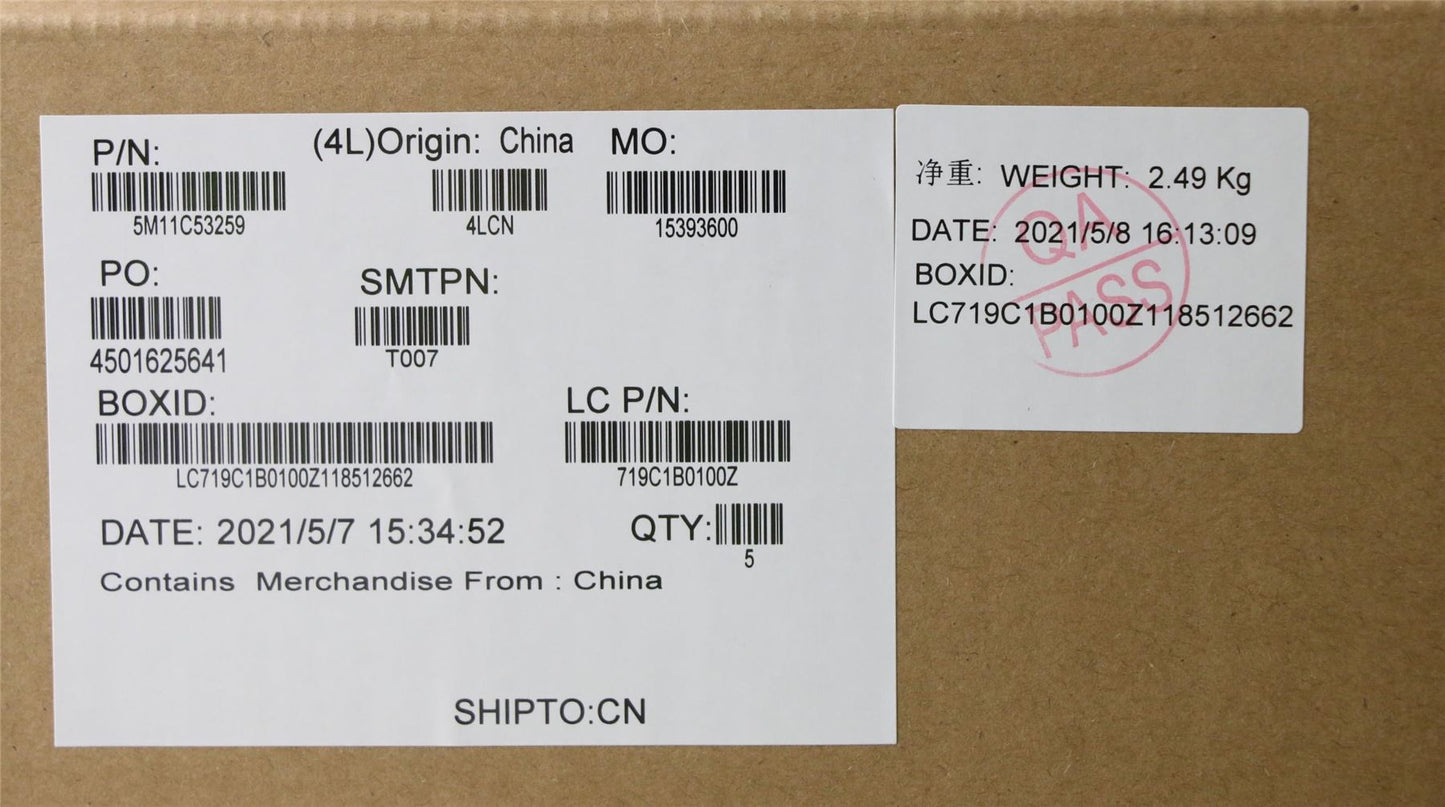 P/N:
(4L)Origin: China
MO:
5M11C53259
4LCN
15393600
PO:
SMTPN:
4501625641
T007
BOXID:
LC P/N:
LC719C1B0100Z118512662
719C1B0100Z
DATE: 2021/5/7 15:34:52
QTY:
5
Contains Merchandise From : China
SHIPTO:CN
净重: WEIGHT: 2.49 Kg
DATE: 2021/5/8 16:13:09
BOXID:
LC719C1B0100Z118512662
QA
PASS